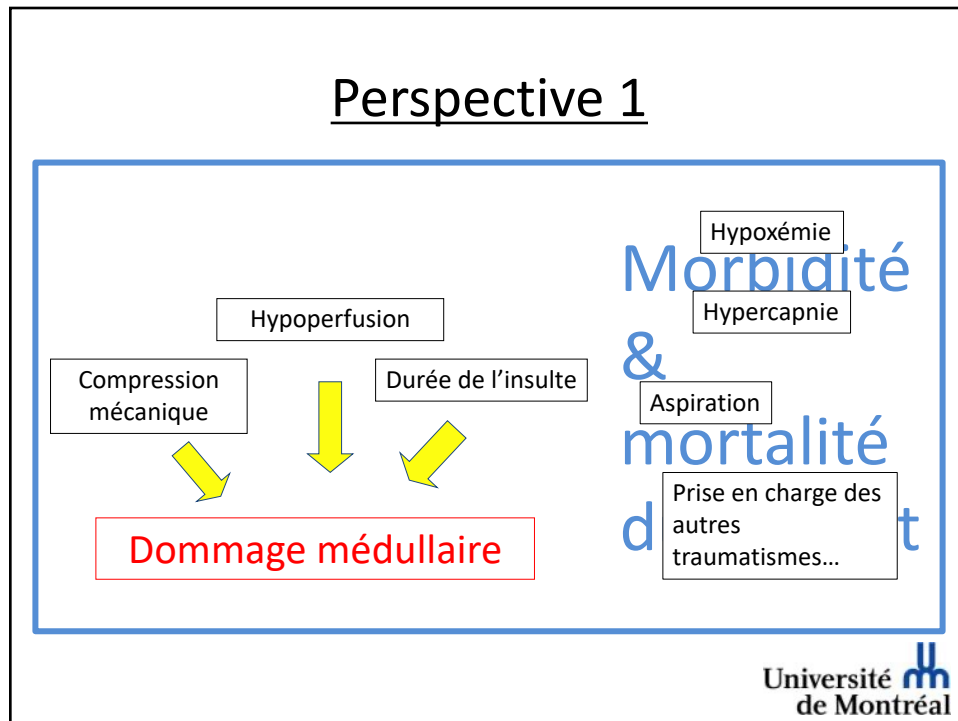 Perspective 1
Hypoperfusion
Compression
mécanique
Durée de l’insulte
Dommage médullaire
Morbidité
&
mortalité
Hypoxémie
Hypercapnie
Aspiration
Prise en charge des
autres
traumatismes…
Université
de Montréal